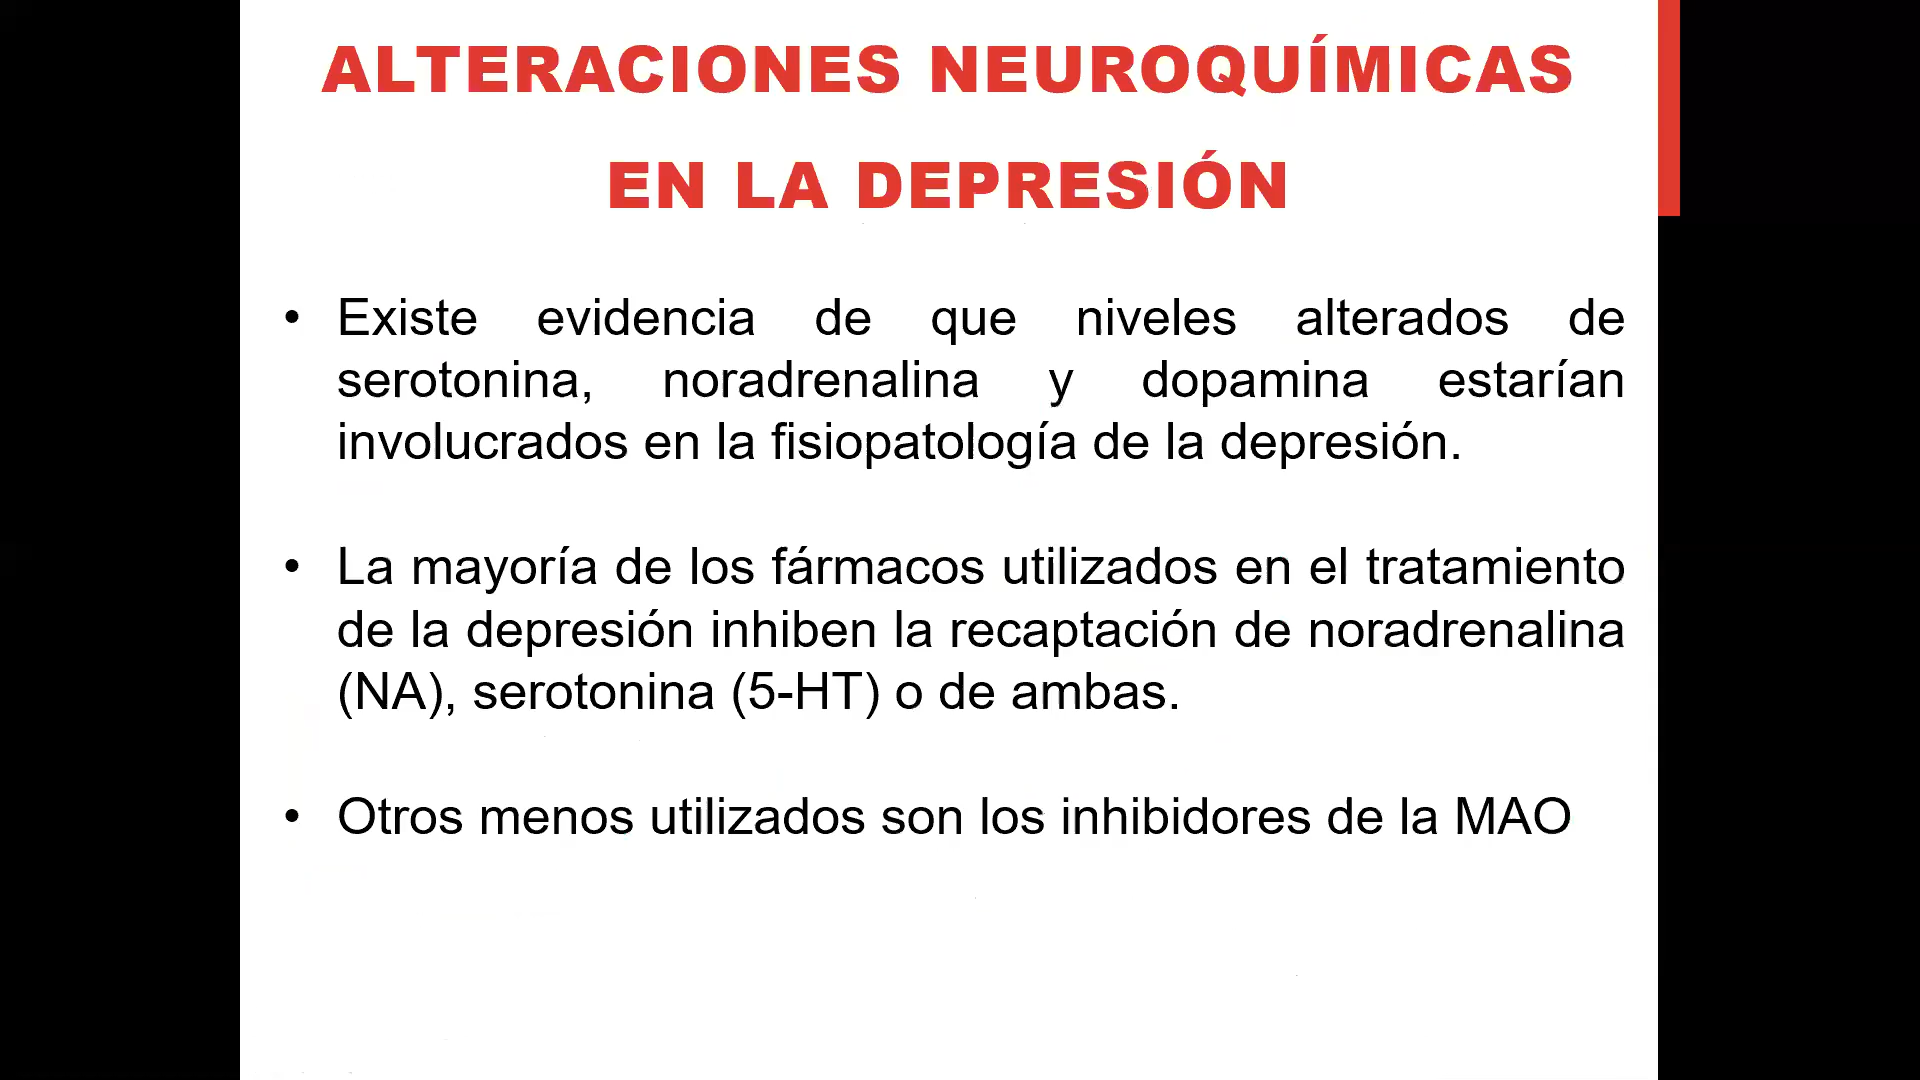 ALTERACIONES NEUROQUÍMICAS
EN LA DEPRESIÓN
• Existe evidencia de que niveles alterados de
serotonina, noradrenalina y dopamina estarían
involucrados en la fisiopatología de la depresión.
• La mayoría de los fármacos utilizados en el tratamiento
de la depresión inhiben la recaptación de noradrenalina
(NA), serotonina (5-HT) o de ambas.
• Otros menos utilizados son los inhibidores de la MAO